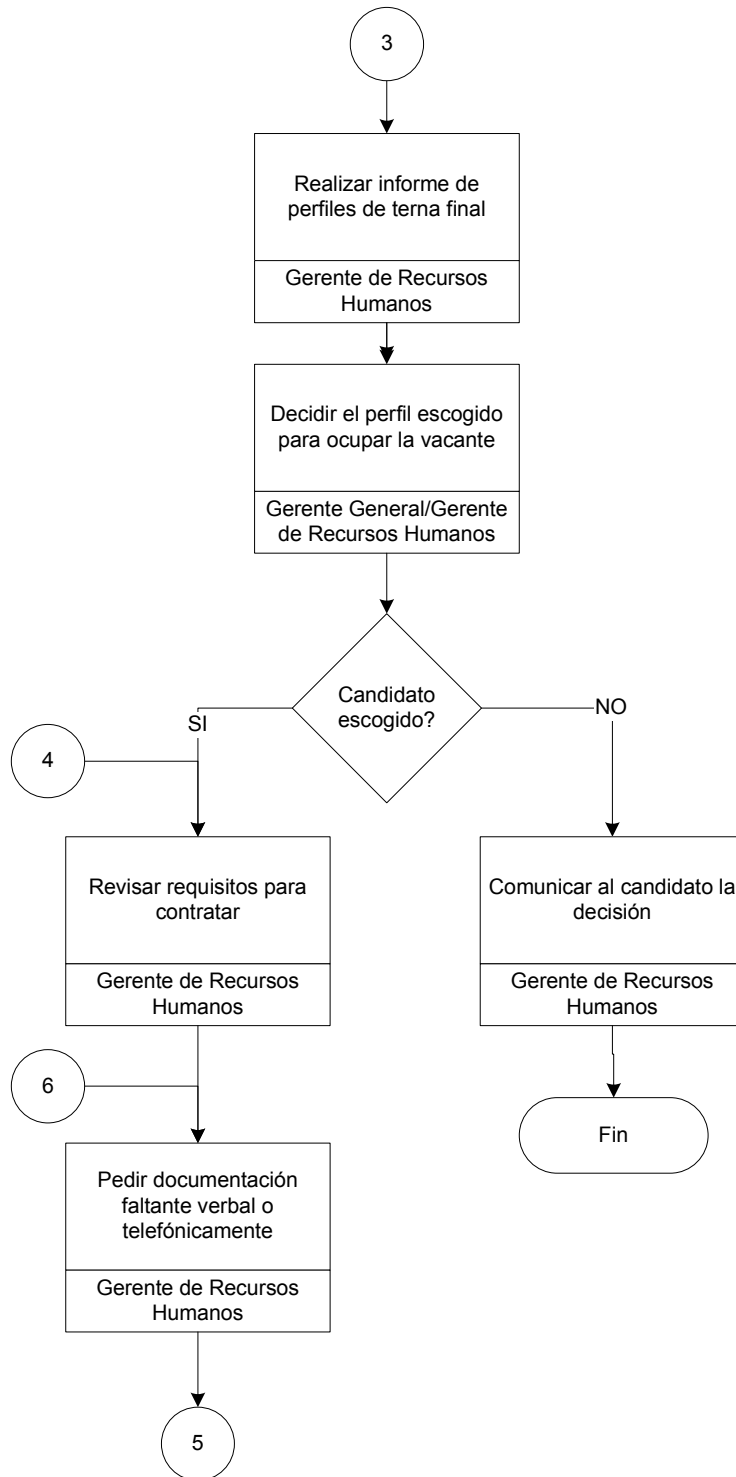 3
Realizar informe de
perfiles de terna final
Gerente de Recursos
Humanos
Decidir el perfil escogido
para ocupar la vacante
Gerente General/Gerente
de Recursos Humanos
Candidato
escogido?
SI
NO
4
Revisar requisitos para
contratar
Gerente de Recursos
Humanos
Comunicar al candidato la
decisión
Gerente de Recursos
Humanos
6
Fin
Pedir documentación
faltante verbal o
telefónicamente
Gerente de Recursos
Humanos
5